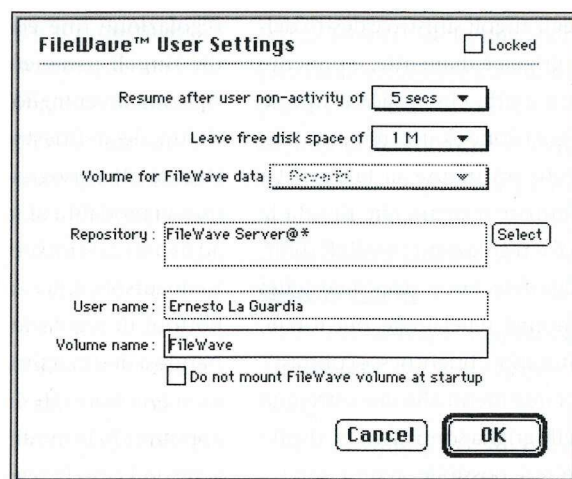 FileWave™ User Settings
Locked
Resume after user non-activity of 5 secs
Leave free disk space of 1 M
Volume for FileWave data
Repository: FileWave Server@*
Select
User name: Ernesto La Guardia
Volume name: FileWave
Do not mount FileWave volume at startup
Cancel
OK